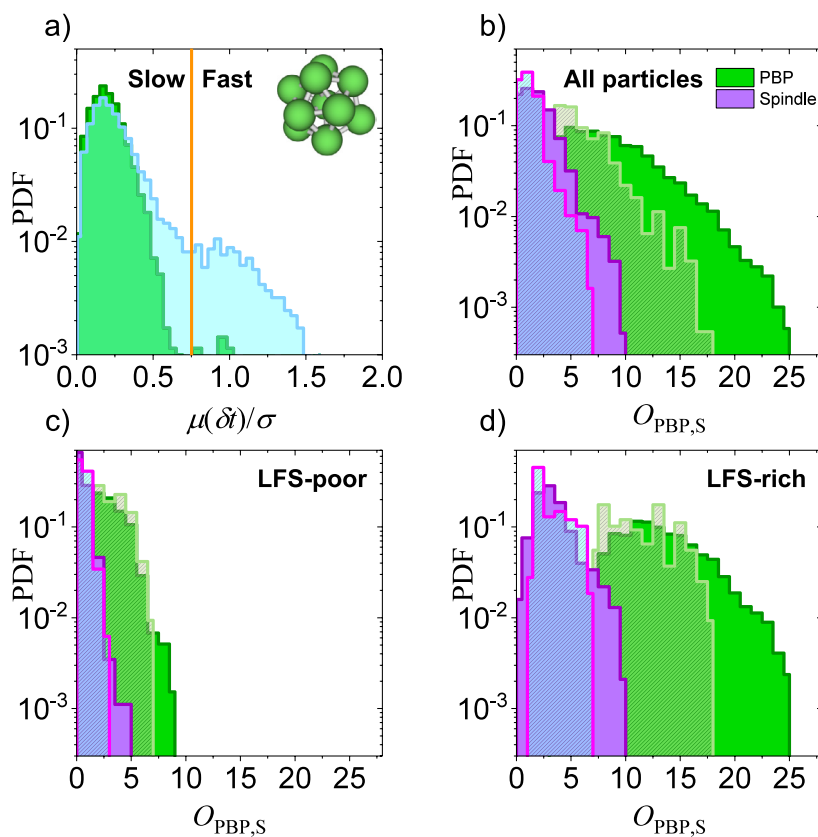 a)
Slow Fast
PDF
10⁻¹
10⁻²
10⁻³
0.0 0.5 1.0 1.5 2.0
μ(δt)/σ
b)
All particles
PBP
Spindle
PDF
10⁰
10⁻¹
10⁻²
10⁻³
0 5 10 15 20 25
O_PBP,S
c)
LFS-poor
PDF
10⁻¹
10⁻²
10⁻³
0 5 10 15 20 25
O_PBP,S
d)
LFS-rich
PDF
10⁰
10⁻¹
10⁻²
10⁻³
0 5 10 15 20 25
O_PBP,S